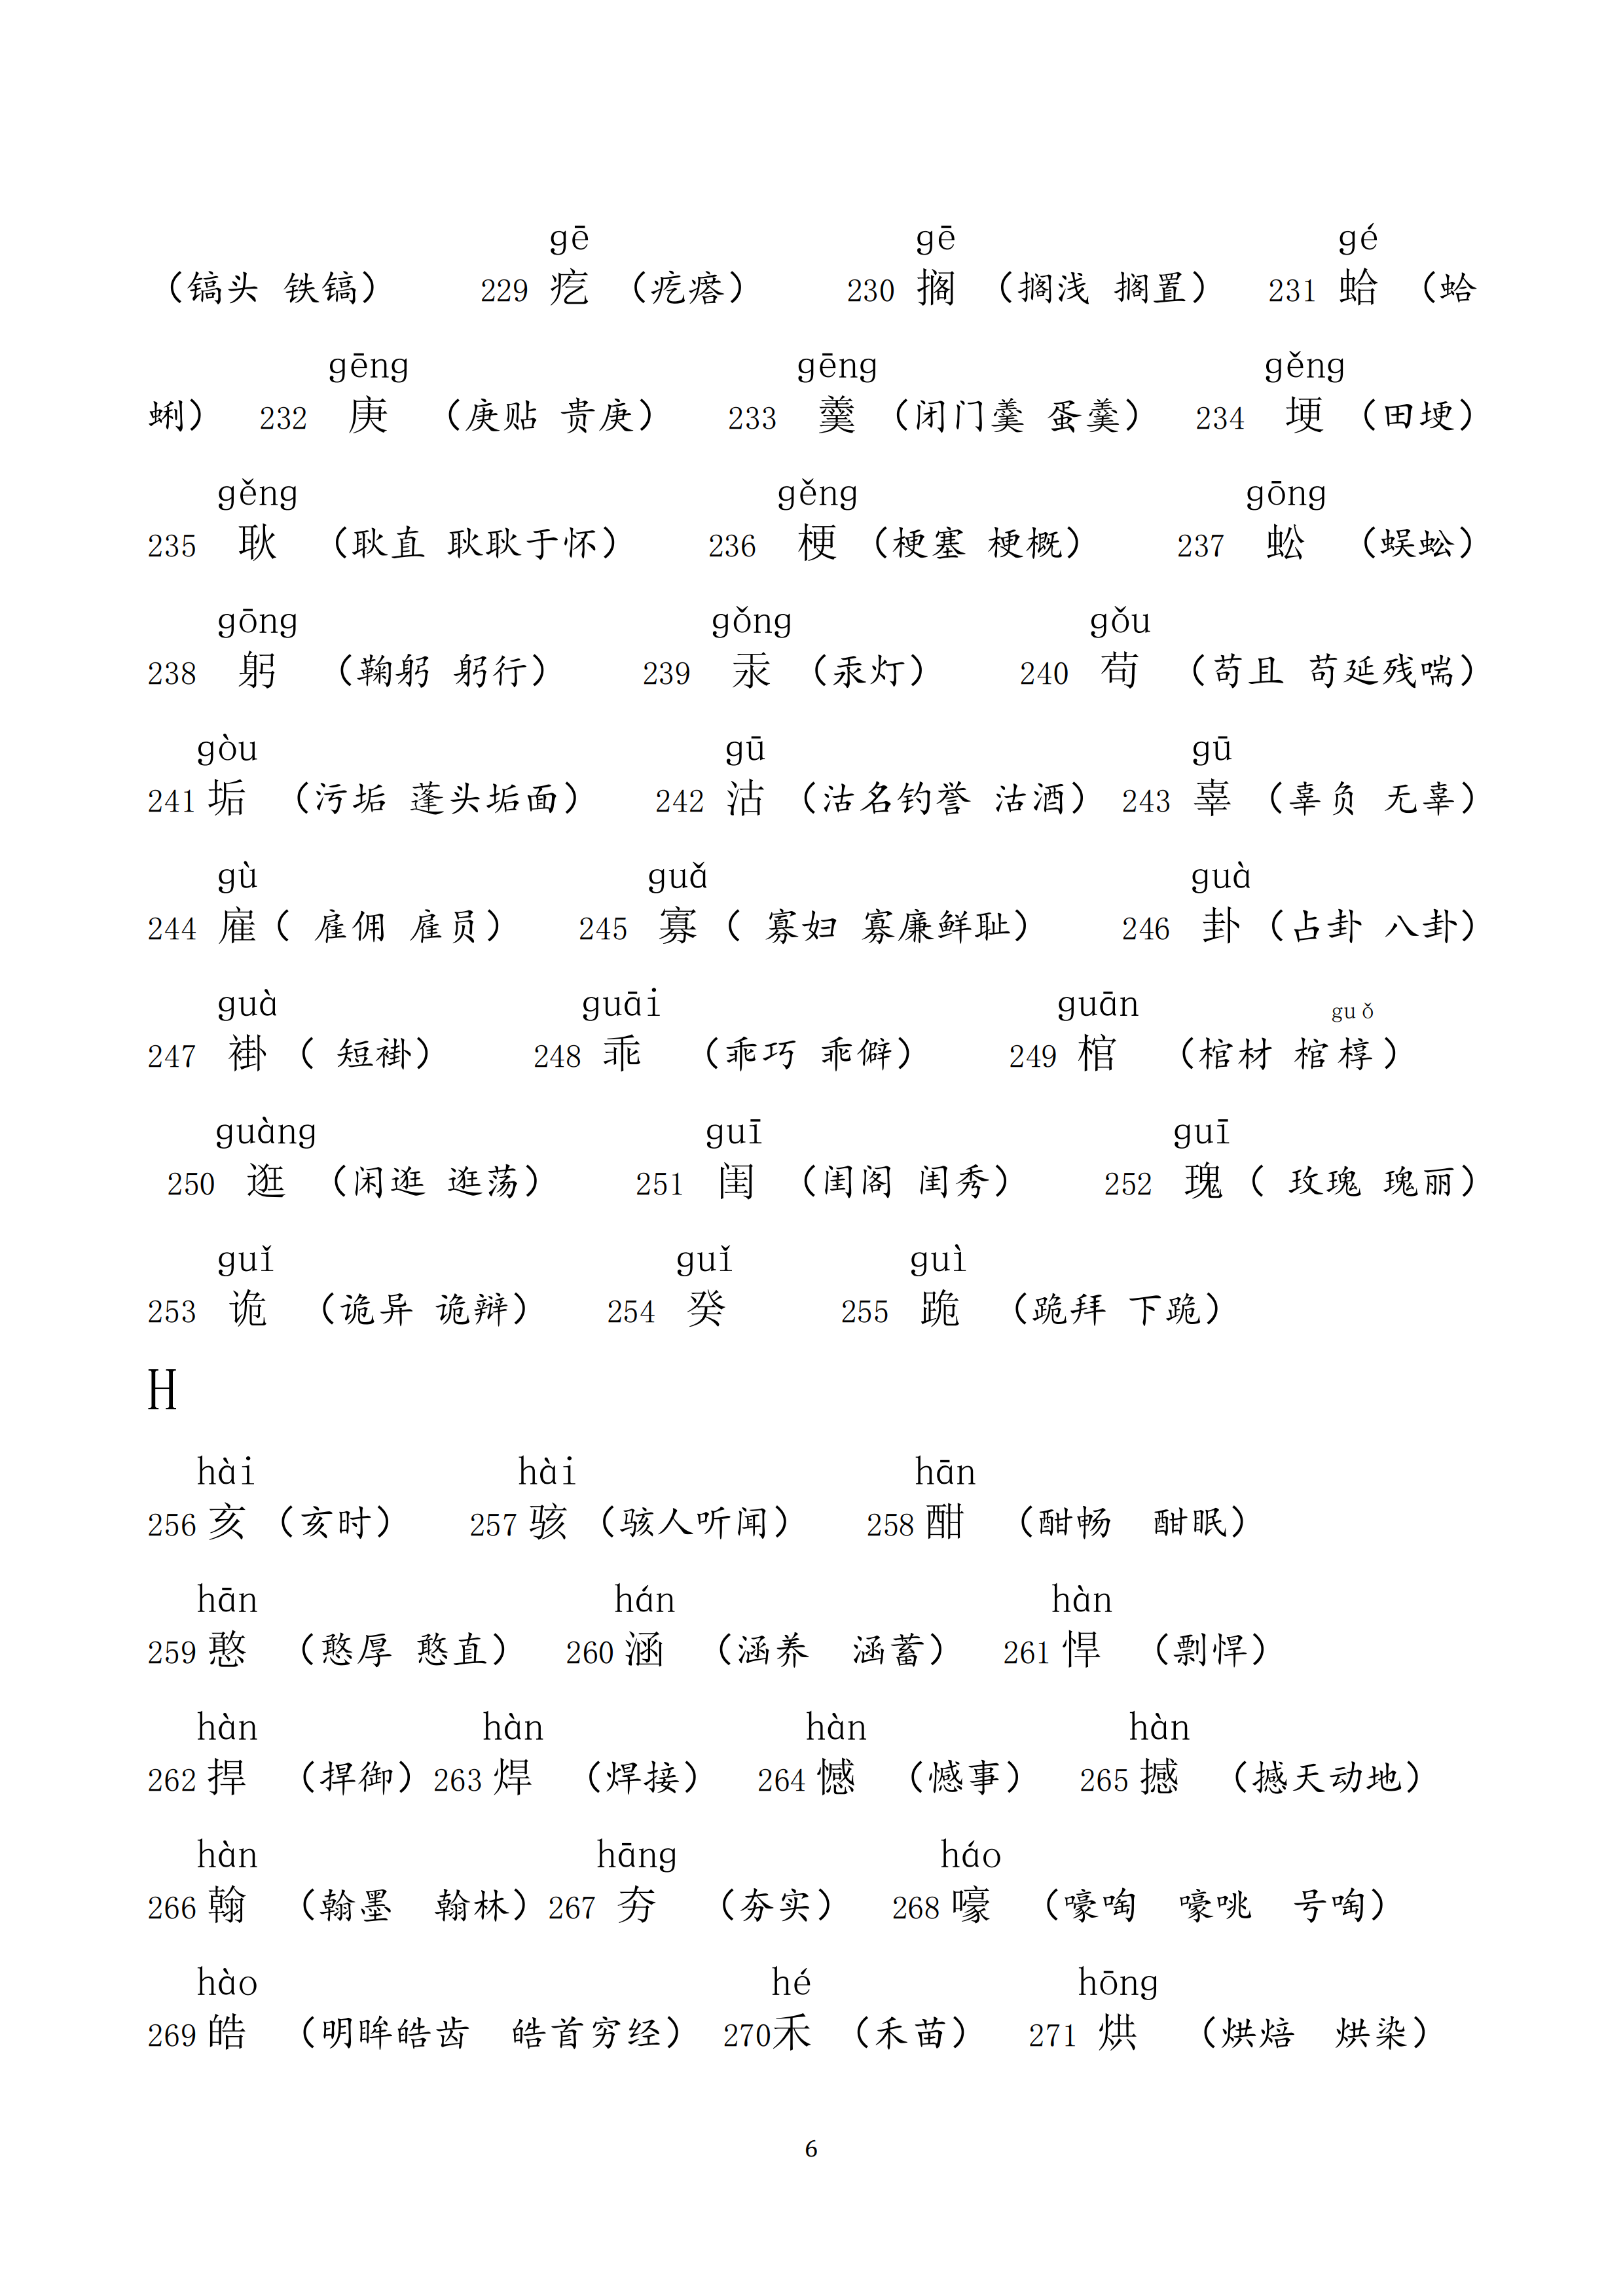 gē gē gé
（镐头 铁镐） 229 疙 （疙瘩） 230 搁 （搁浅 搁置） 231 蛤 （蛤
gēng gēng gěng
蜊） 232 庚 （庚贴 贵庚） 233 羹 （闭门羹 蛋羹） 234 埂 （田埂）
gěng gěng gōng
235 耿 （耿直 耿耿于怀） 236 梗 （梗塞 梗概） 237 蚣 （蜈蚣）
gōng gǒng gǒu
238 躬 （鞠躬 躬行） 239 汞 （汞灯） 240 苟 （苟且 苟延残喘）
gòu gū gū
241 垢 （污垢 蓬头垢面） 242 沽 （沽名钓誉 沽酒） 243 辜 （辜负 无辜）
gù guǎ guà
244 雇（ 雇佣 雇员） 245 寡（ 寡妇 寡廉鲜耻） 246 卦（占卦 八卦）
guà guāi guān guǒ
247 褂（ 短褂） 248 乖 （乖巧 乖僻） 249 棺 （棺材 棺椁）
guàng guī guī
250 逛 （闲逛 逛荡） 251 闺 （闺阁 闺秀） 252 瑰（ 玫瑰 瑰丽）
guǐ guǐ guì
253 诡 （诡异 诡辩） 254 癸 255 跪 （跪拜 下跪）
H
hài hài hān
256 亥（亥时） 257 骇（骇人听闻） 258 酣 （酣畅 酣眠）
hān hán hàn
259 憨 （憨厚 憨直） 260 涵 （涵养 涵蓄） 261 悍 （剽悍）
hàn hàn hàn hàn
262 捍 （捍御）263 焊 （焊接） 264 憾 （憾事） 265 撼 （撼天动地）
hàn hāng háo
266 翰 （翰墨 翰林）267 夯 （夯实） 268 嚎 （嚎啕 嚎咷 号啕）
hào hé hōng
269 皓 （明眸皓齿 皓首穷经） 270禾 （禾苗） 271 烘 （烘焙 烘染）
6